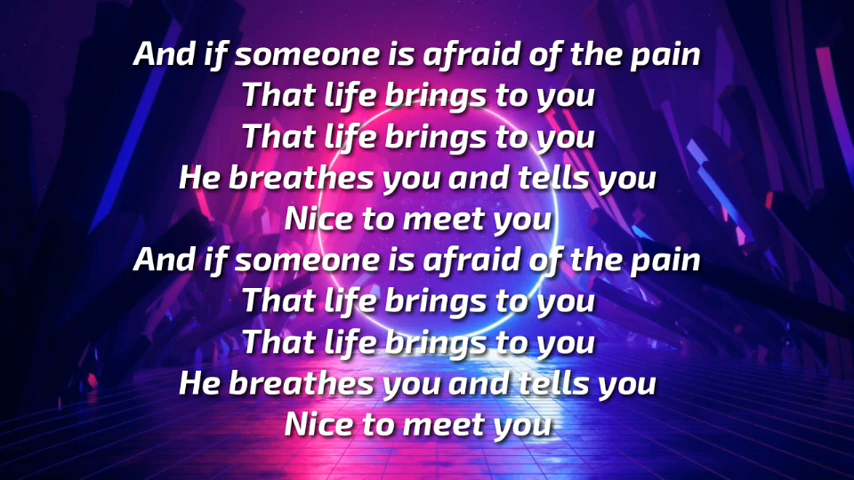 And if someone is afraid of the pain
That life brings to you
That life brings to you
He breathes you and tells you
Nice to meet you
And if someone is afraid of the pain
That life brings to you
That life brings to you
He breathes you and tells you
Nice to meet you